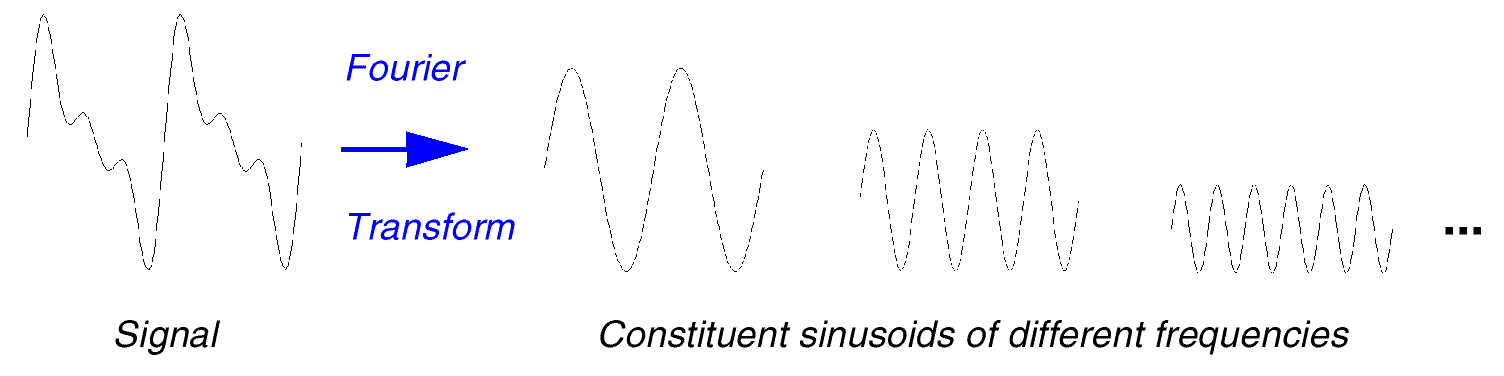 Fourier
Transform
...
Signal
Constituent sinusoids of different frequencies